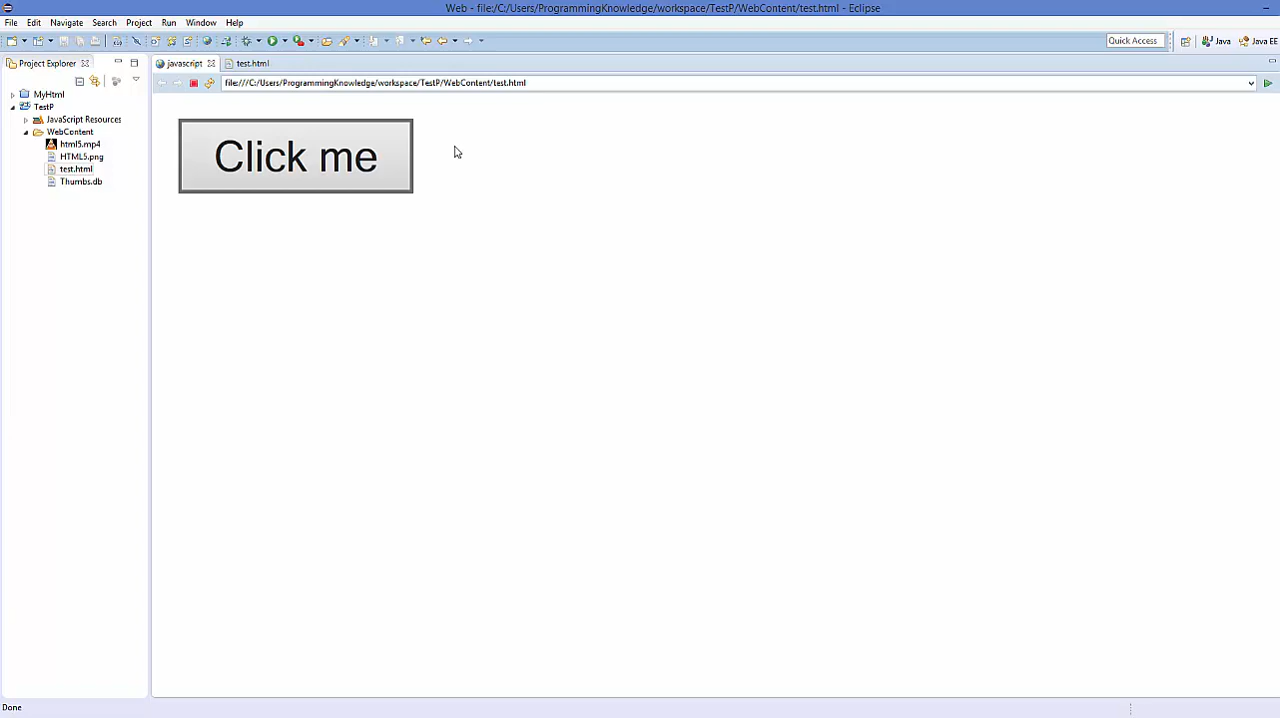 Web - file:/C:/Users/ProgrammingKnowledge/workspace/TestP/WebContent/test.html - Eclipse
File Edit Navigate Search Project Run Window Help
Quick Access Java Java EE
Project Explorer javascript test.html
file:///C:/Users/ProgrammingKnowledge/workspace/TestP/WebContent/test.html
MyHtml
TestP
JavaScript Resources
WebContent
html5.mp4
HTML5.png
test.html
Thumbs.db
Click me
Done